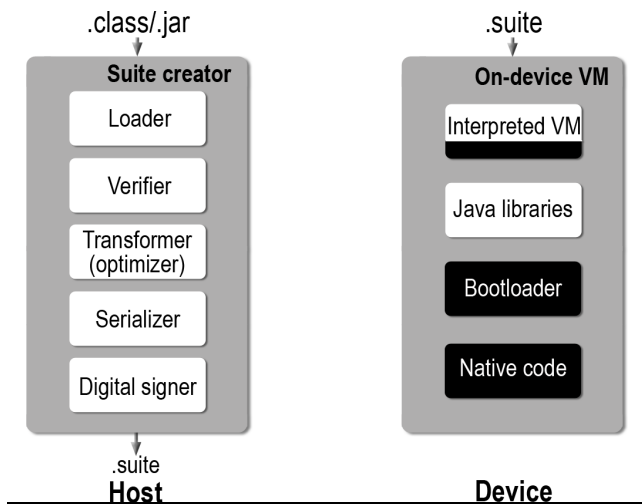 .class/.jar
Suite creator
Loader
Verifier
Transformer
(optimizer)
Serializer
Digital signer
.suite
Host
.suite
On-device VM
Interpreted VM
Java libraries
Bootloader
Native code
Device